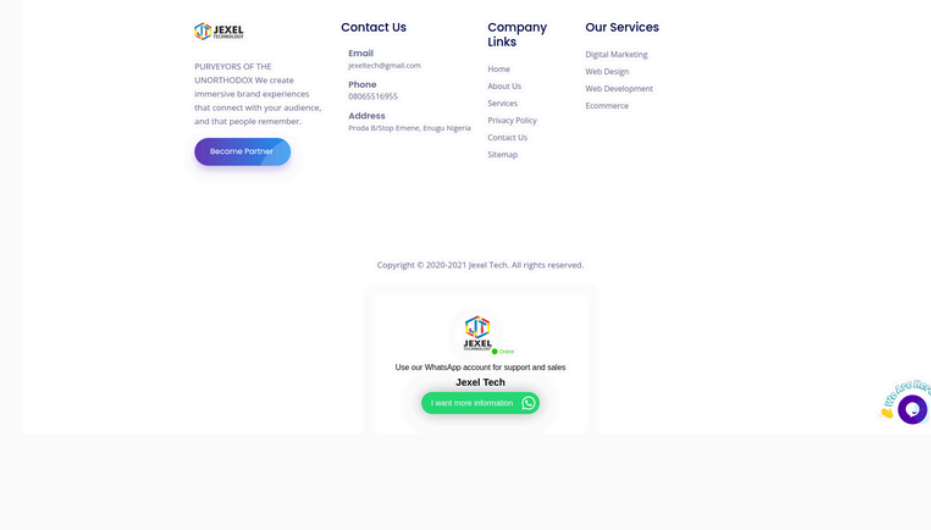 JEXEL
TECHNOLOGY
PURVEYORS OF THE
UNORTHODOX We create
immersive brand experiences
that connect with your audience,
and that people remember.
Become Partner
Contact Us
Email
jexeltech@gmail.com
Phone
08065516955
Address
Proda B/Stop Emene, Enugu Nigeria
Company
Links
Home
About Us
Services
Privacy Policy
Contact Us
Sitemap
Our Services
Digital Marketing
Web Design
Web Development
Ecommerce
Copyright © 2020-2021 Jexel Tech. All rights reserved.
JT
JEXEL
TECHNOLOGY
Online
Use our WhatsApp account for support and sales
Jexel Tech
I want more information
We Are Here